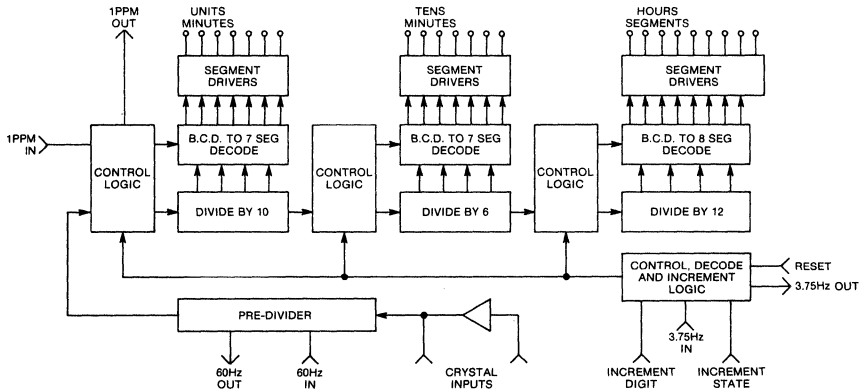 1PPM
OUT
UNITS
MINUTES
TENS
MINUTES
HOURS
SEGMENTS
SEGMENT
DRIVERS
SEGMENT
DRIVERS
SEGMENT
DRIVERS
1PPM
IN
CONTROL
LOGIC
B.C.D. TO 7 SEG
DECODE
CONTROL
LOGIC
B.C.D. TO 7 SEG
DECODE
CONTROL
LOGIC
B.C.D. TO 8 SEG
DECODE
DIVIDE BY 10
DIVIDE BY 6
DIVIDE BY 12
CONTROL, DECODE
AND INCREMENT
LOGIC
RESET
3.75Hz OUT
PRE-DIVIDER
60Hz
OUT
60Hz
IN
CRYSTAL
INPUTS
3.75Hz
IN
INCREMENT
DIGIT
INCREMENT
STATE